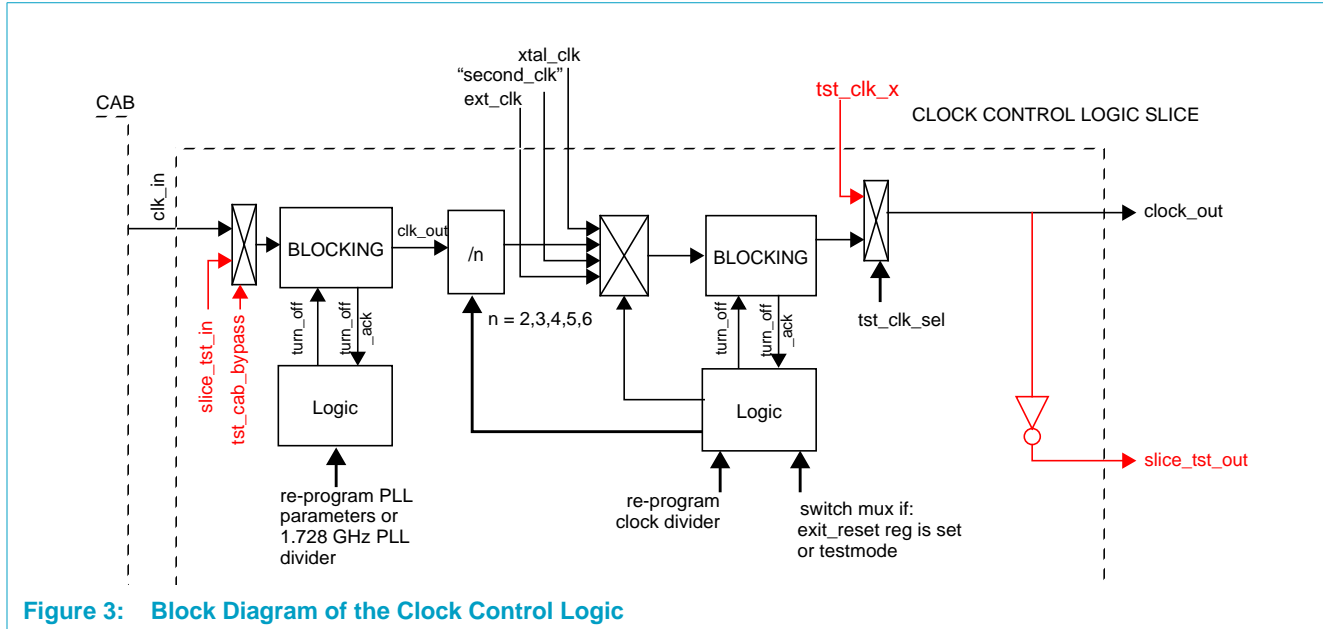 xtal_clk
“second_clk”
ext_clk
tst_clk_x
CAB
CLOCK CONTROL LOGIC SLICE
clk_in
BLOCKING
clk_out
/n
BLOCKING
clock_out
n = 2,3,4,5,6
turn_off
turn_off
_ack
turn_off
turn_off
_ack
tst_clk_sel
slice_tst_in
tst_cab_bypass
Logic
Logic
slice_tst_out
re-program PLL
parameters or
1.728 GHz PLL
divider
re-program
clock divider
switch mux if:
exit_reset reg is set
or testmode
Figure 3: Block Diagram of the Clock Control Logic